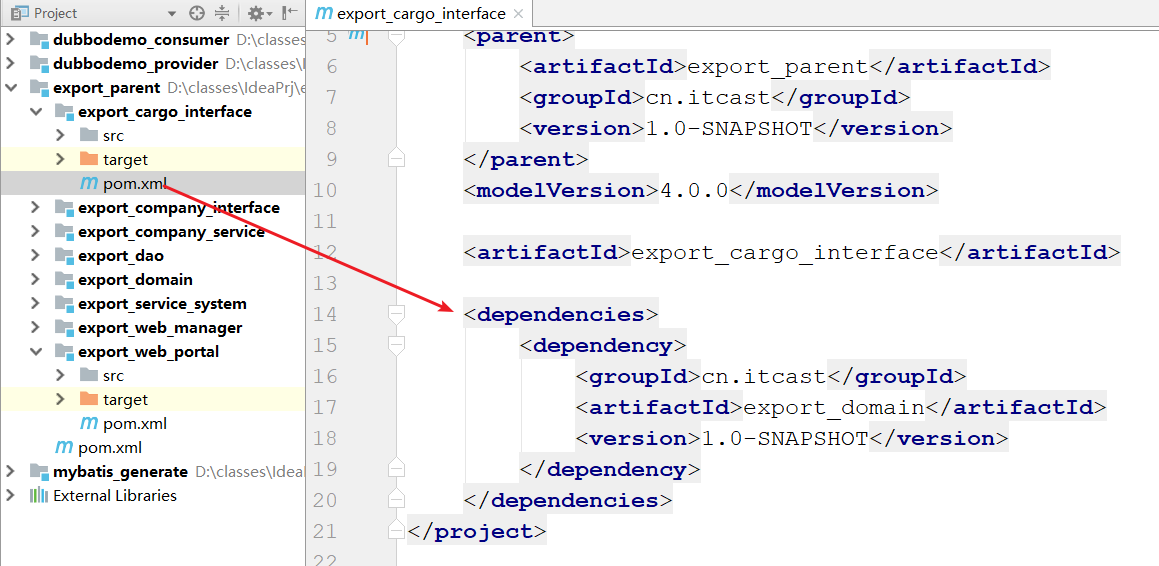 Project
dubbodemo_consumer D:\classes
dubbodemo_provider D:\classes\I
export_parent D:\classes\IdeaPrj\e
export_cargo_interface
src
target
pom.xml
export_company_interface
export_company_service
export_dao
export_domain
export_service_system
export_web_manager
export_web_portal
src
target
pom.xml
pom.xml
mybatis_generate D:\classes\IdeaI
External Libraries
export_cargo_interface
5 <parent>
6 <artifactId>export_parent</artifactId>
7 <groupId>cn.itcast</groupId>
8 <version>1.0-SNAPSHOT</version>
9 </parent>
10 <modelVersion>4.0.0</modelVersion>
11
12 <artifactId>export_cargo_interface</artifactId>
13
14 <dependencies>
15 <dependency>
16 <groupId>cn.itcast</groupId>
17 <artifactId>export_domain</artifactId>
18 <version>1.0-SNAPSHOT</version>
19 </dependency>
20 </dependencies>
21 </project>
22